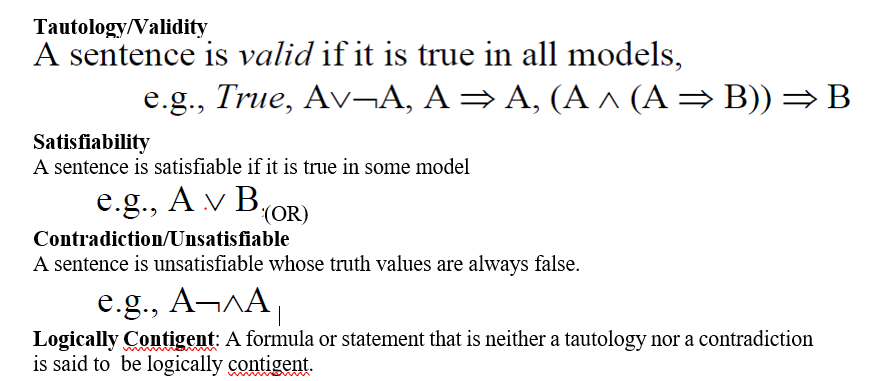 Tautology/Validity
A sentence is valid if it is true in all models,
e.g., True, A∨¬A, A ⇒ A, (A ∧ (A ⇒ B)) ⇒ B
Satisfiability
A sentence is satisfiable if it is true in some model
e.g., A ∨ B (OR)
Contradiction/Unsatisfiable
A sentence is unsatisfiable whose truth values are always false.
e.g., A¬∧A
Logically Contigent: A formula or statement that is neither a tautology nor a contradiction
is said to be logically contigent.